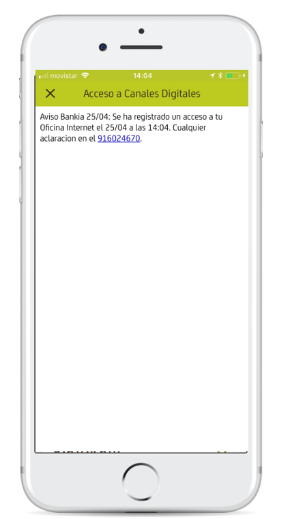 movistar 14:04
Acceso a Canales Digitales
Aviso Bankia 25/04: Se ha registrado un acceso a tu
Oficina Internet el 25/04 a las 14:04. Cualquier
aclaracion en el 916024670.